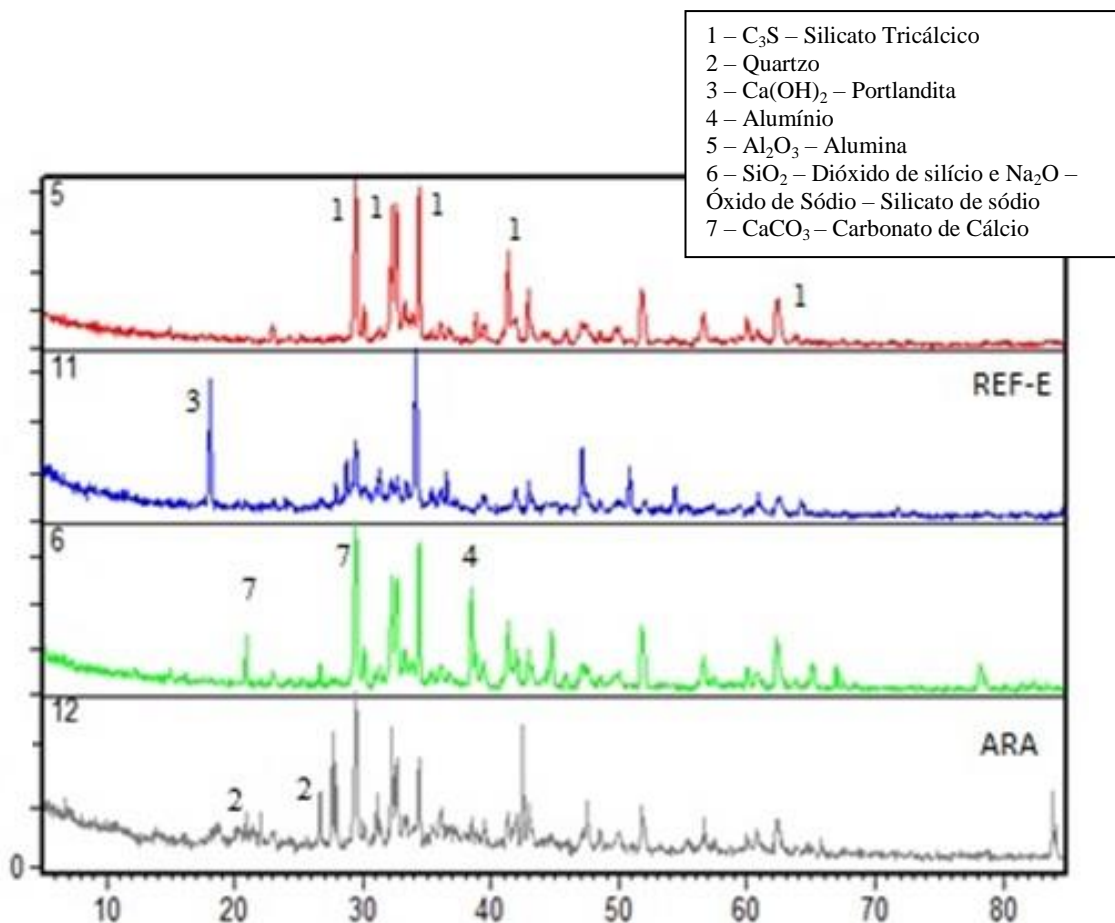 1 – C₃S – Silicato Tricálcico
2 – Quartzo
3 – Ca(OH)₂ – Portlandita
4 – Alumínio
5 – Al₂O₃ – Alumina
6 – SiO₂ – Dióxido de silício e Na₂O –
Óxido de Sódio – Silicato de sódio
7 – CaCO₃ – Carbonato de Cálcio
5
1 1 1
1
1
11
REF-E
3
6
7 4
7
12
ARA
2 2
0
10 20 30 40 50 60 70 80